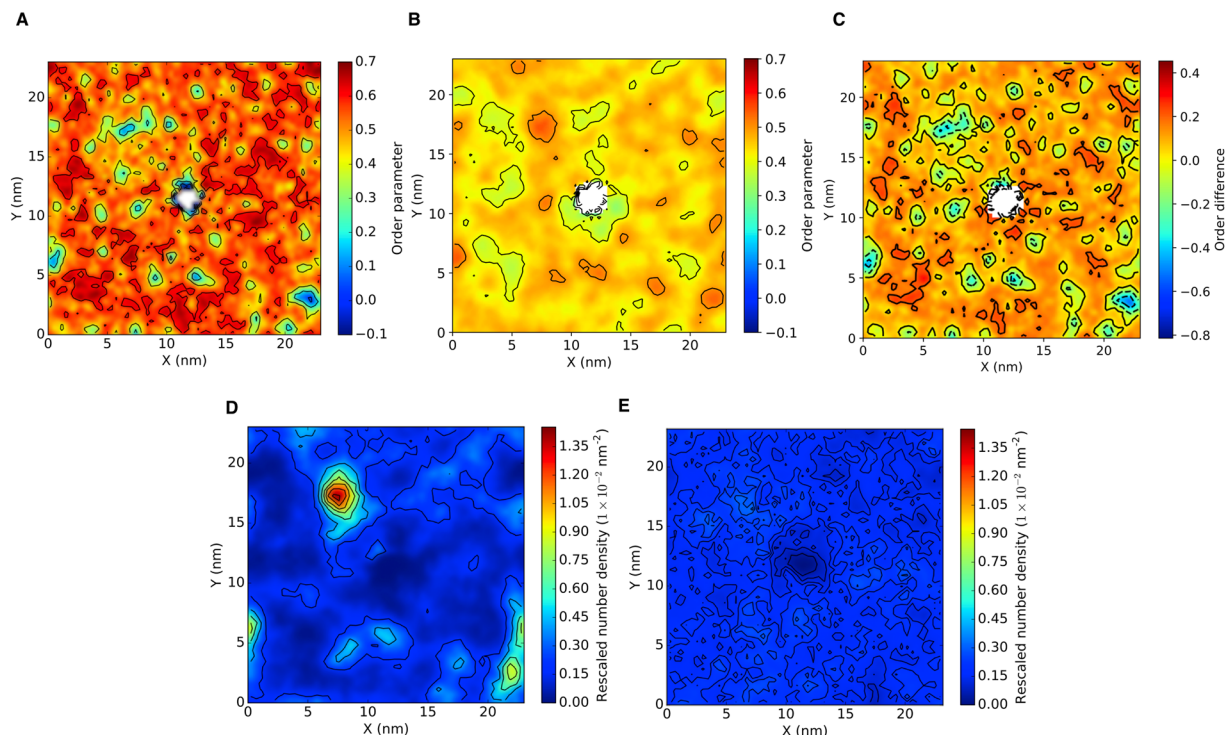 A
B
C
0.7
0.6
0.5
0.4
0.3
0.2
0.1
0.0
−0.1
Order parameter
20
15
10
5
0
Y (nm)
0 5 10 15 20
X (nm)
0.7
0.6
0.5
0.4
0.3
0.2
0.1
0.0
−0.1
Order parameter
20
15
10
5
0
Y (nm)
0 5 10 15 20
X (nm)
0.4
0.2
0.0
−0.2
−0.4
−0.6
−0.8
Order difference
20
15
10
5
0
Y (nm)
0 5 10 15 20
X (nm)
D
E
20
15
10
5
0
Y (nm)
0 5 10 15 20
X (nm)
1.35
1.20
1.05
0.90
0.75
0.60
0.45
0.30
0.15
0.00
Rescaled number density (1 × 10⁻² nm⁻²)
20
15
10
5
0
Y (nm)
0 5 10 15 20
X (nm)
1.35
1.20
1.05
0.90
0.75
0.60
0.45
0.30
0.15
0.00
Rescaled number density (1 × 10⁻² nm⁻²)